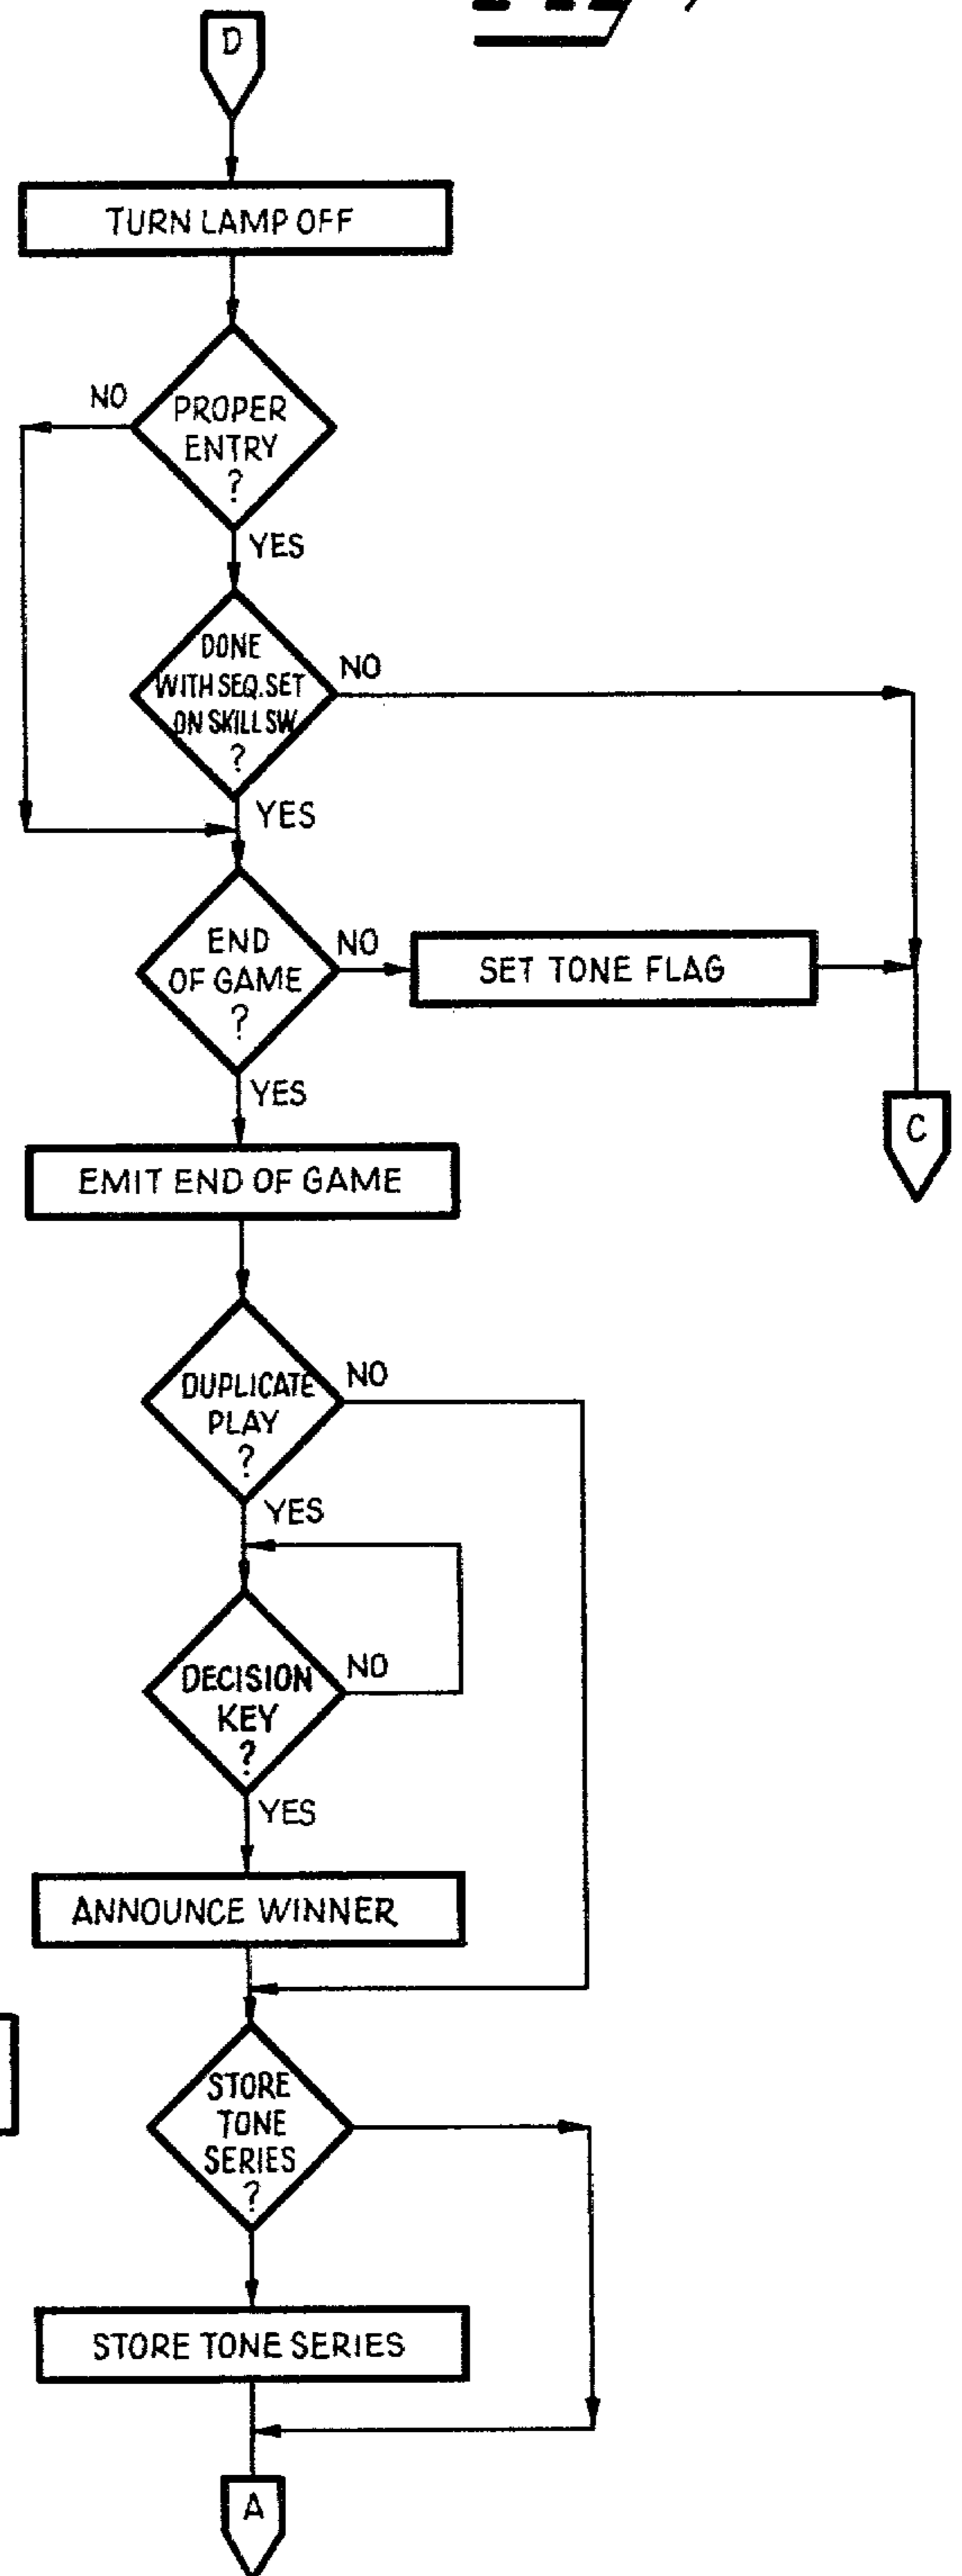 D
TURN LAMP OFF
NO
PROPER
ENTRY
?
YES
DONE
WITH SEQ. SET
ON SKILL SW
?
NO
YES
END
OF GAME
?
NO
SET TONE FLAG
YES
C
EMIT END OF GAME
DUPLICATE
PLAY
?
NO
YES
DECISION
KEY
?
NO
YES
ANNOUNCE WINNER
STORE
TONE
SERIES
?
STORE TONE SERIES
A